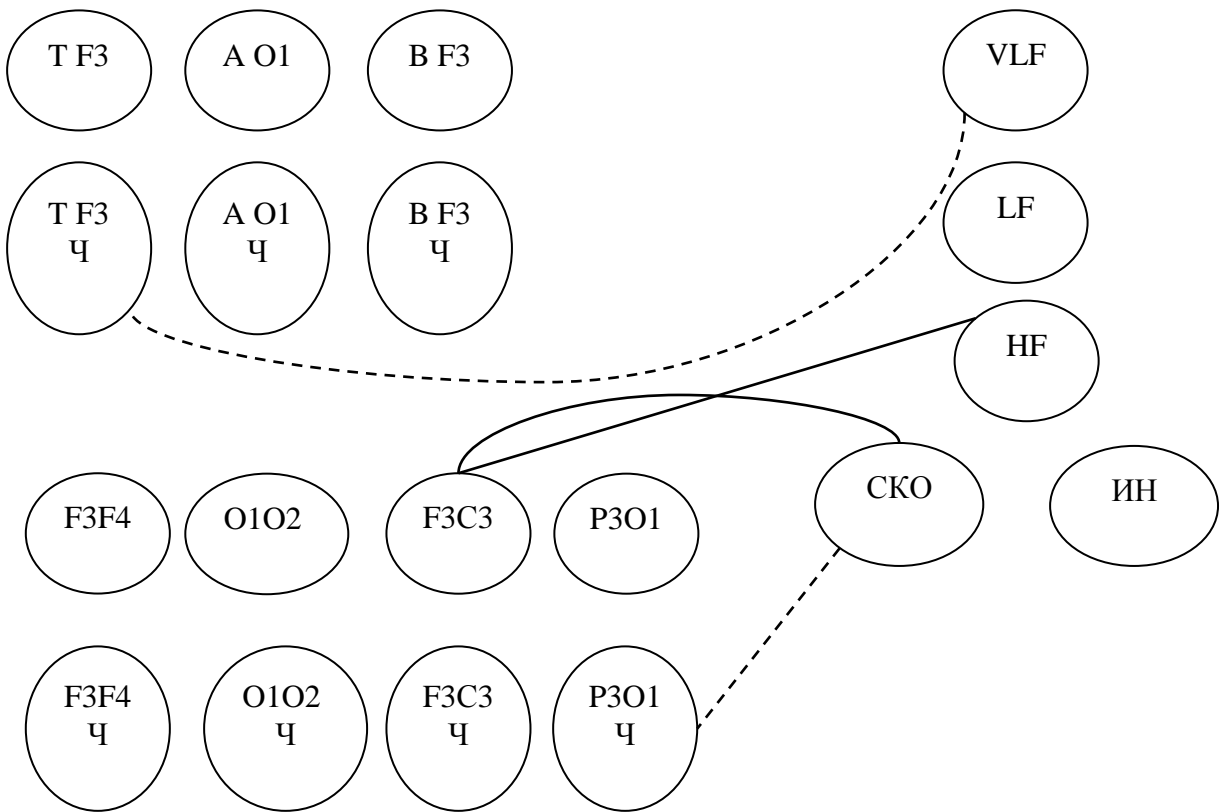 T F3
A O1
B F3
VLF
T F3
Ч
A O1
Ч
B F3
Ч
LF
HF
F3F4
O1O2
F3C3
P3O1
СКО
ИН
F3F4
Ч
O1O2
Ч
F3C3
Ч
P3O1
Ч